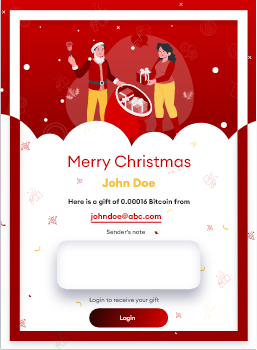 Merry Christmas
John Doe
Here is a gift of 0.00016 Bitcoin from
johndoe@abc.com
Sender's note
Login to receive your gift
Login